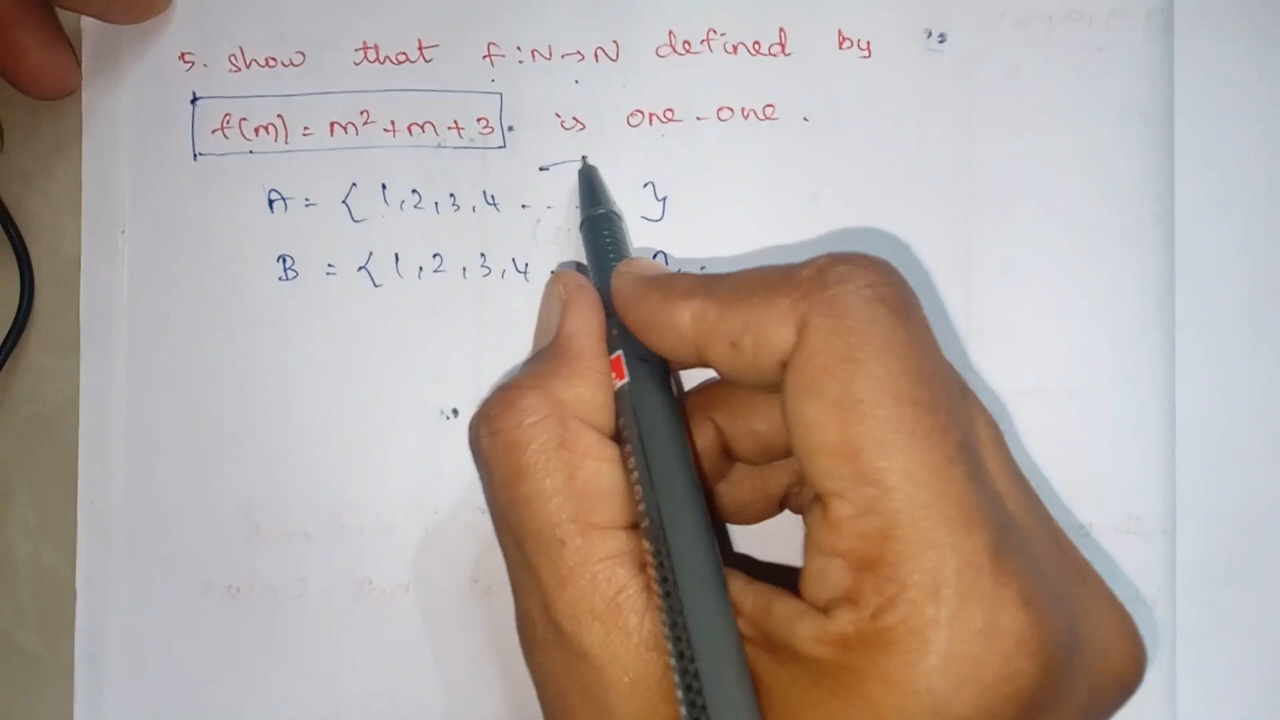 5. show that f:N→N defined by
f(m) = m²+m+3 is one-one.
A = { 1,2,3,4 . . . }
B = { 1,2,3,4